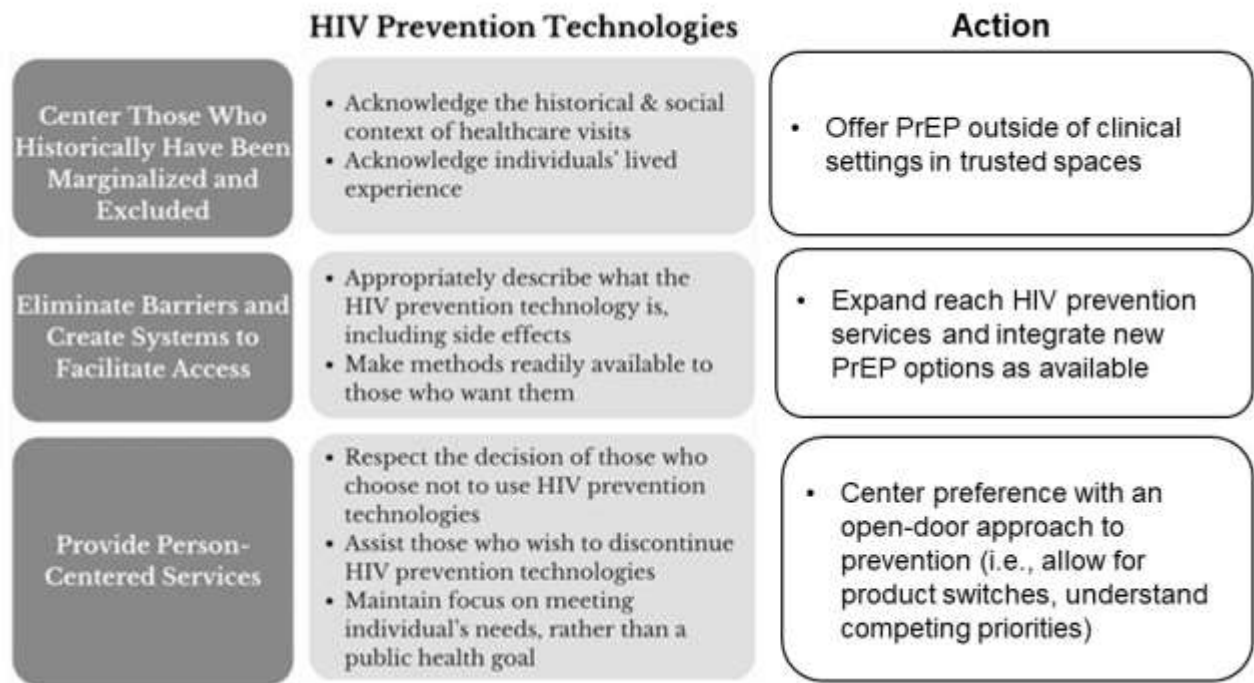 HIV Prevention Technologies
Action
Center Those Who
Historically Have Been
Marginalized and
Excluded
• Acknowledge the historical & social
context of healthcare visits
• Acknowledge individuals' lived
experience
• Offer PrEP outside of clinical
settings in trusted spaces
Eliminate Barriers and
Create Systems to
Facilitate Access
• Appropriately describe what the
HIV prevention technology is,
including side effects
• Make methods readily available to
those who want them
• Expand reach HIV prevention
services and integrate new
PrEP options as available
Provide Person-
Centered Services
• Respect the decision of those who
choose not to use HIV prevention
technologies
• Assist those who wish to discontinue
HIV prevention technologies
• Maintain focus on meeting
individual's needs, rather than a
public health goal
• Center preference with an
open-door approach to
prevention (i.e., allow for
product switches, understand
competing priorities)